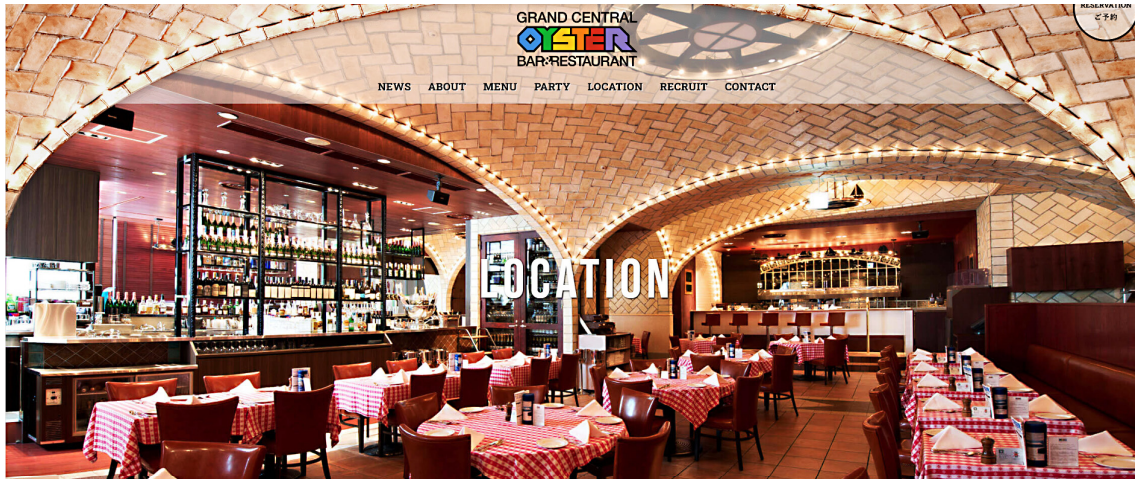 GRAND CENTRAL
OYSTER
BAR & RESTAURANT
RESERVATION
ご予約
NEWS ABOUT MENU PARTY LOCATION RECRUIT CONTACT
LOCATION